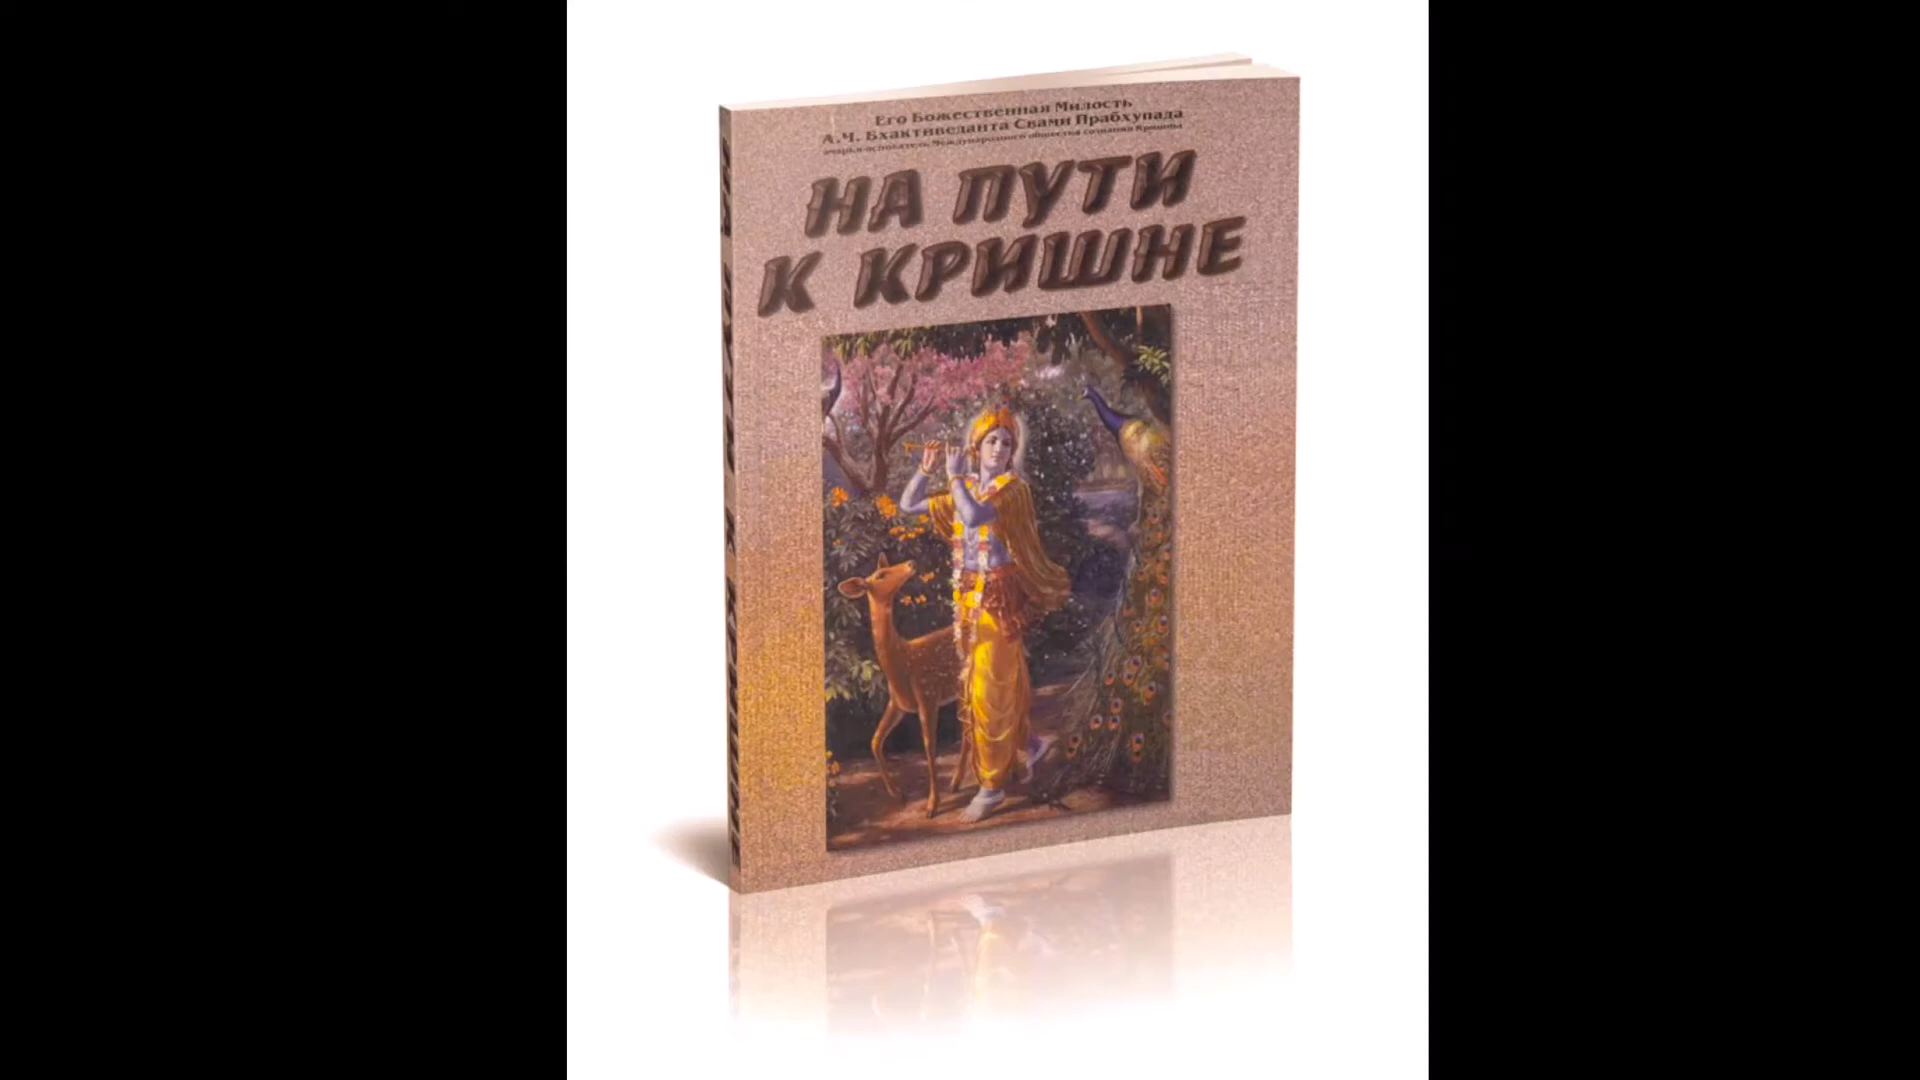 Его Божественная Милость
А.Ч. Бхактиведанта Свами Прабхупада
ачарья-основатель Международного общества сознания Кришны
НА ПУТИ
К КРИШНЕ
НА ПУТИ К КРИШНЕ